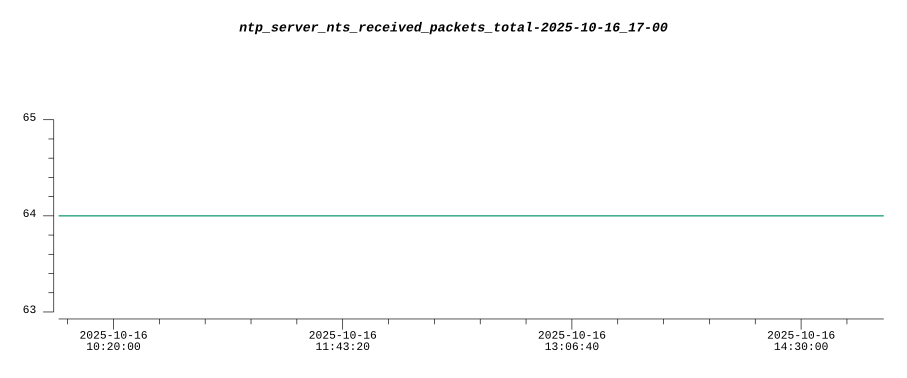 ntp_server_nts_received_packets_total-2025-10-16_17-00
65
64
63
2025-10-16 2025-10-16 2025-10-16 2025-10-16
10:20:00 11:43:20 13:06:40 14:30:00